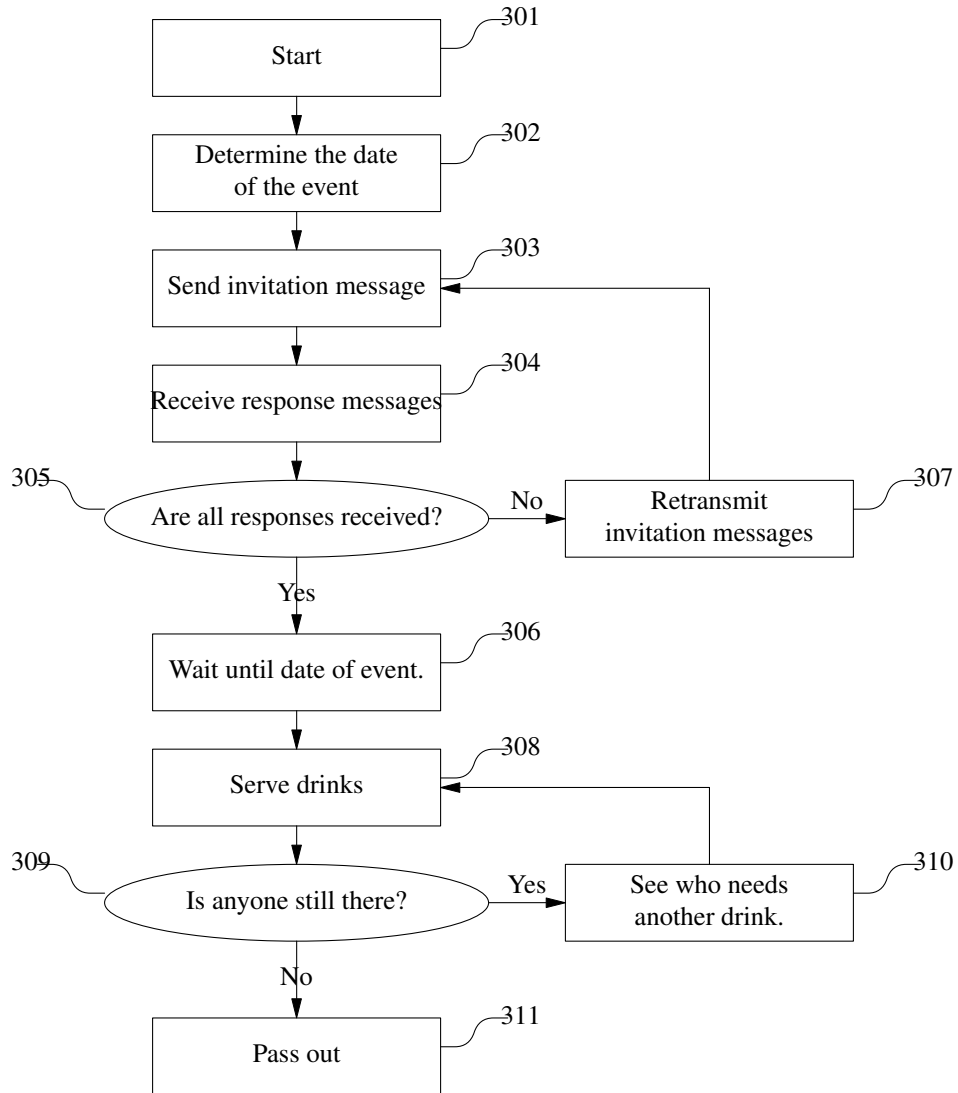 301
Start
302
Determine the date
of the event
303
Send invitation message
304
Receive response messages
305
Are all responses received?
No
Retransmit
invitation messages
307
Yes
306
Wait until date of event.
308
Serve drinks
309
Is anyone still there?
Yes
See who needs
another drink.
310
No
311
Pass out